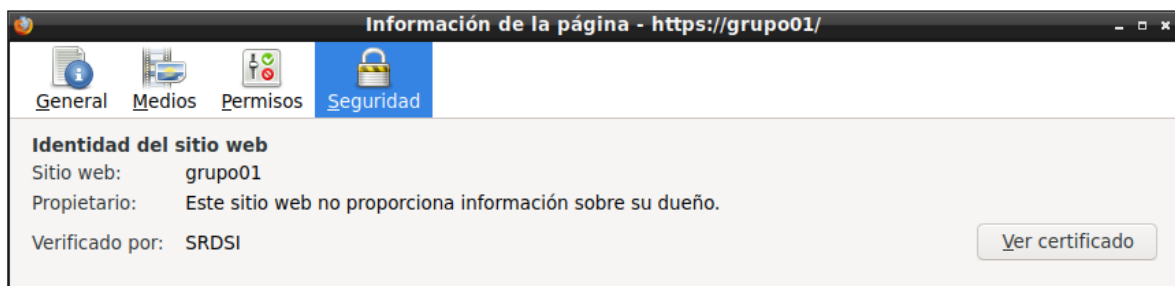 Información de la página - https://grupo01/
General Medios Permisos Seguridad
Identidad del sitio web
Sitio web: grupo01
Propietario: Este sitio web no proporciona información sobre su dueño.
Verificado por: SRDSI Ver certificado